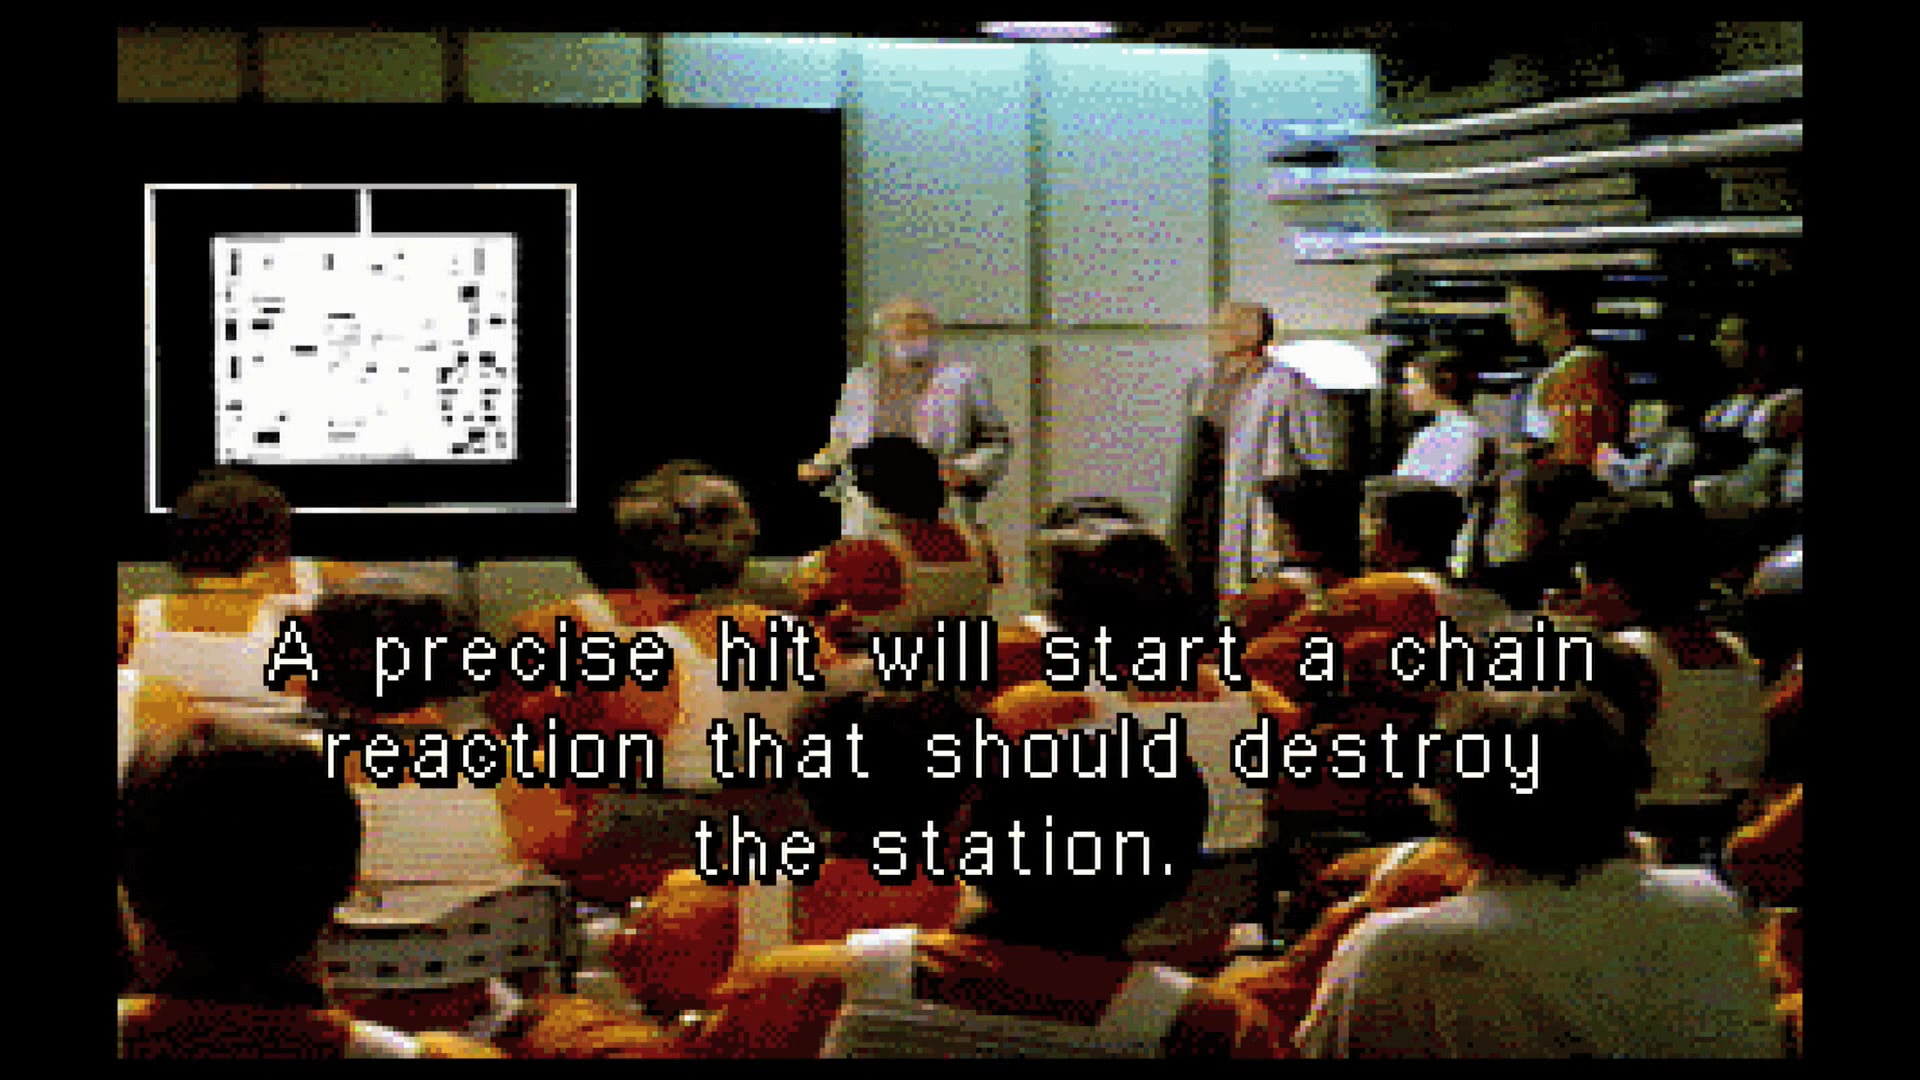 A precise hit will start a chain
reaction that should destroy
the station.